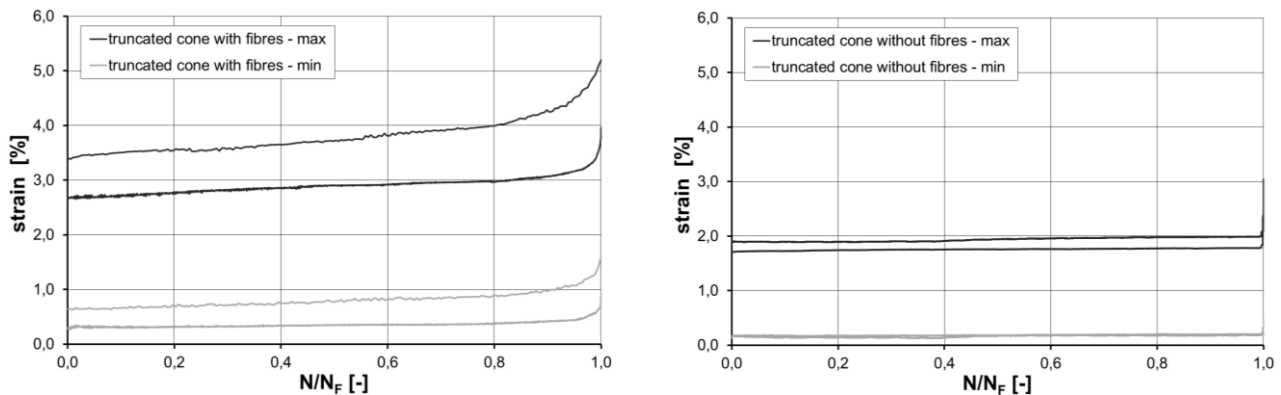 6,0
5,0
4,0
3,0
2,0
1,0
0,0
strain [%]
truncated cone with fibres - max
truncated cone with fibres - min
0,0 0,2 0,4 0,6 0,8 1,0
N/NF [-]
6,0
5,0
4,0
3,0
2,0
1,0
0,0
strain [%]
truncated cone without fibres - max
truncated cone without fibres - min
0,0 0,2 0,4 0,6 0,8 1,0
N/NF [-]